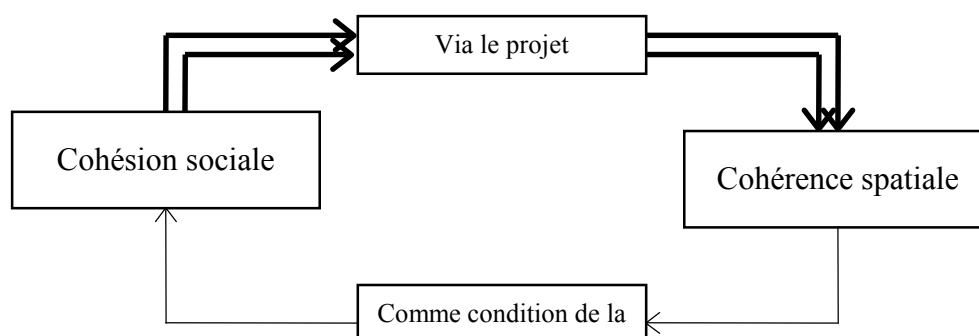 Via le projet
Cohésion sociale
Cohérence spatiale
Comme condition de la